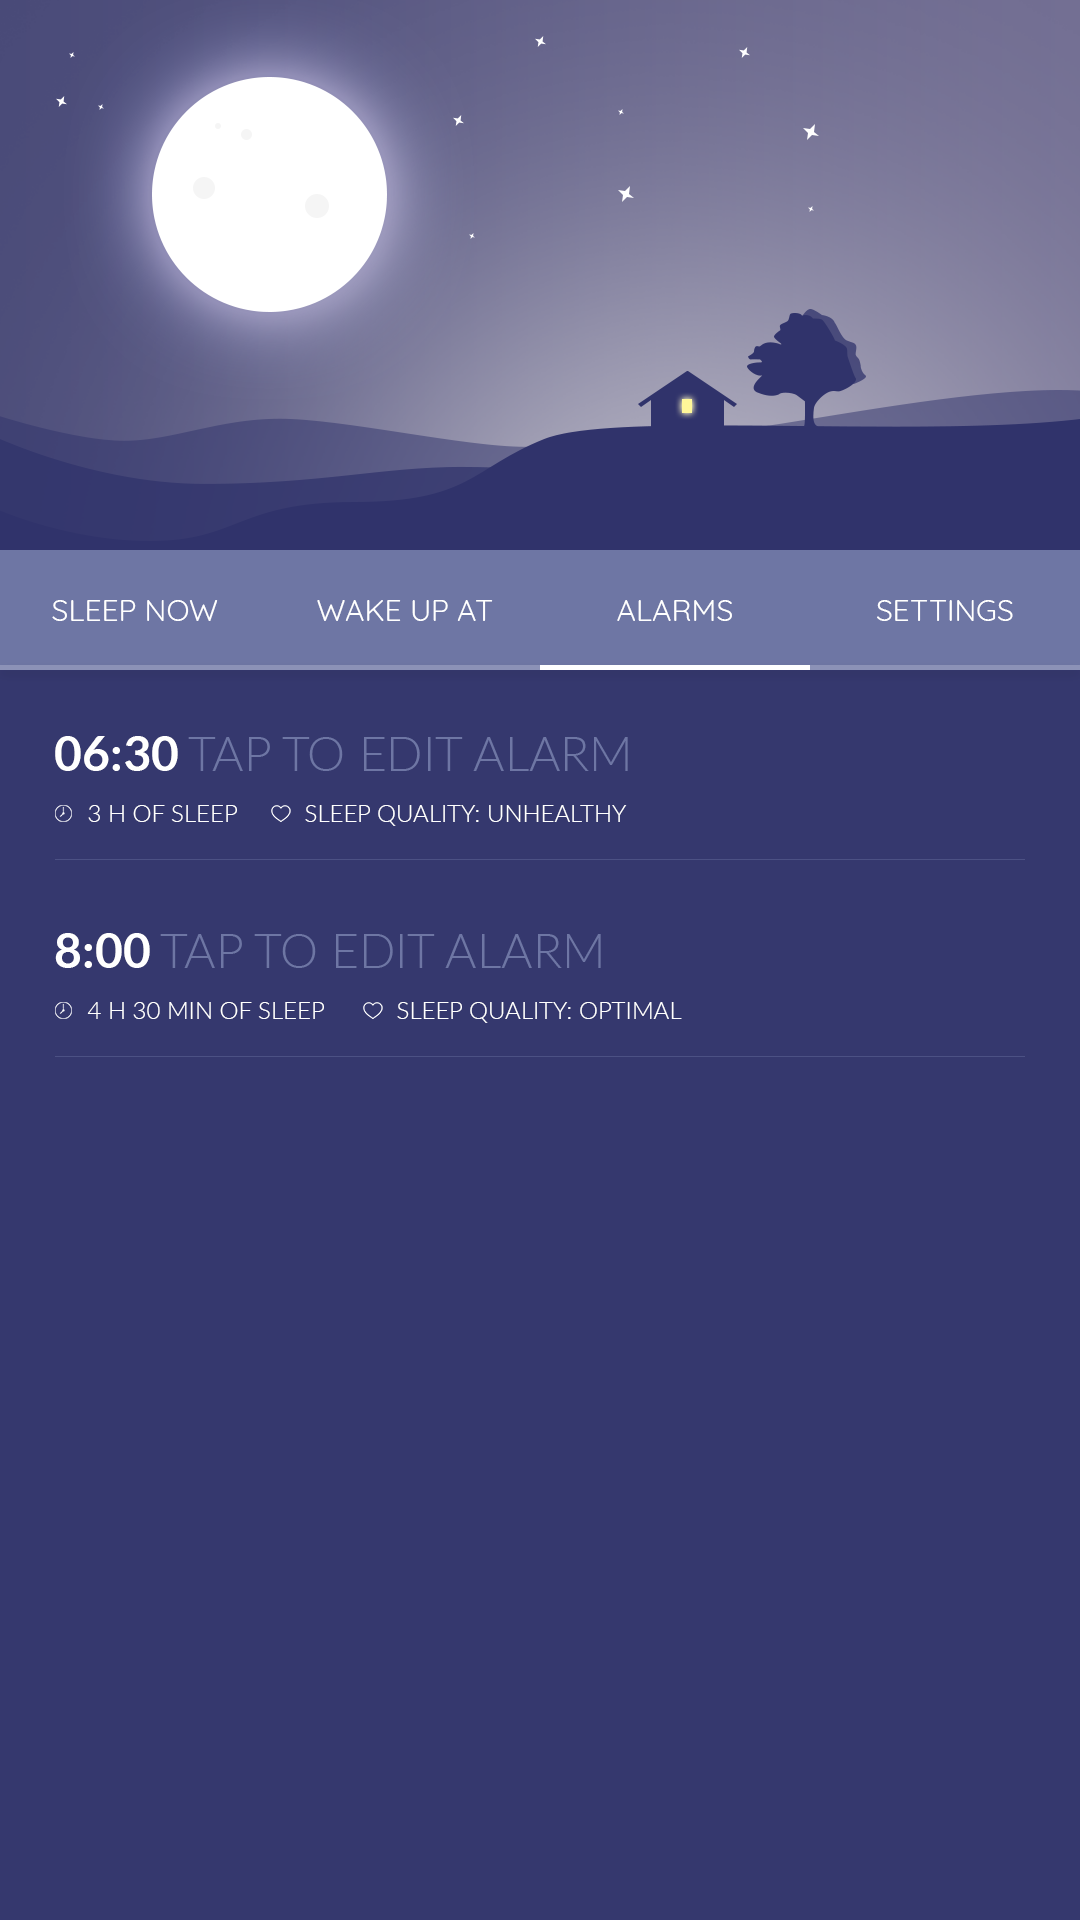 SLEEP NOW WAKE UP AT ALARMS SETTINGS
06:30 TAP TO EDIT ALARM
3 H OF SLEEP SLEEP QUALITY: UNHEALTHY
8:00 TAP TO EDIT ALARM
4 H 30 MIN OF SLEEP SLEEP QUALITY: OPTIMAL